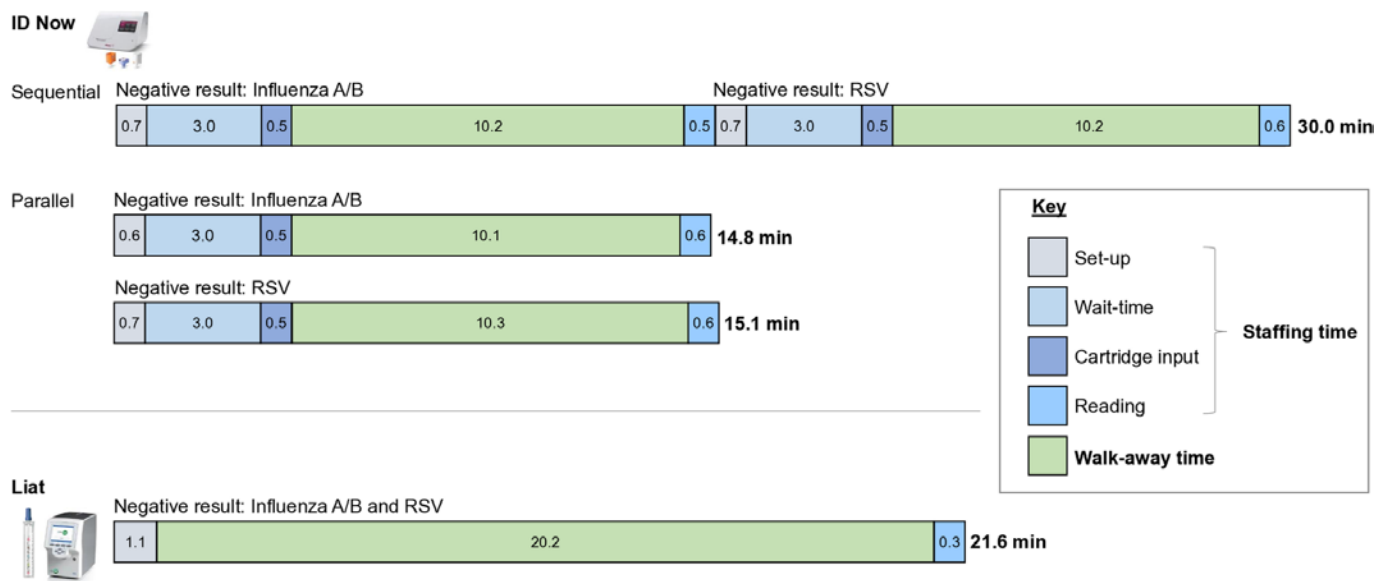 ID Now
Sequential Negative result: Influenza A/B Negative result: RSV
0.7 3.0 0.5 10.2 0.5 0.7 3.0 0.5 10.2 0.6 30.0 min
Parallel Negative result: Influenza A/B
0.6 3.0 0.5 10.1 0.6 14.8 min
Negative result: RSV
0.7 3.0 0.5 10.3 0.6 15.1 min
Key
Set-up
Wait-time
Staffing time
Cartridge input
Reading
Walk-away time
Liat
Negative result: Influenza A/B and RSV
1.1 20.2 0.3 21.6 min